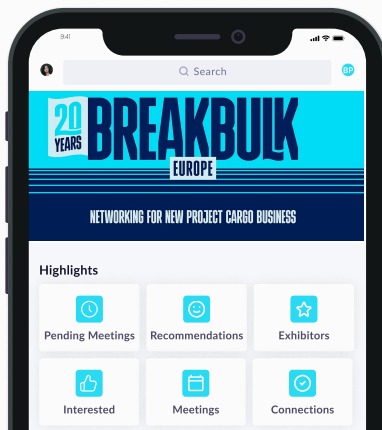 9:41
Search
BP
20
YEARS
BREAKBULK
EUROPE
NETWORKING FOR NEW PROJECT CARGO BUSINESS
Highlights
Pending Meetings
Recommendations
Exhibitors
Interested
Meetings
Connections